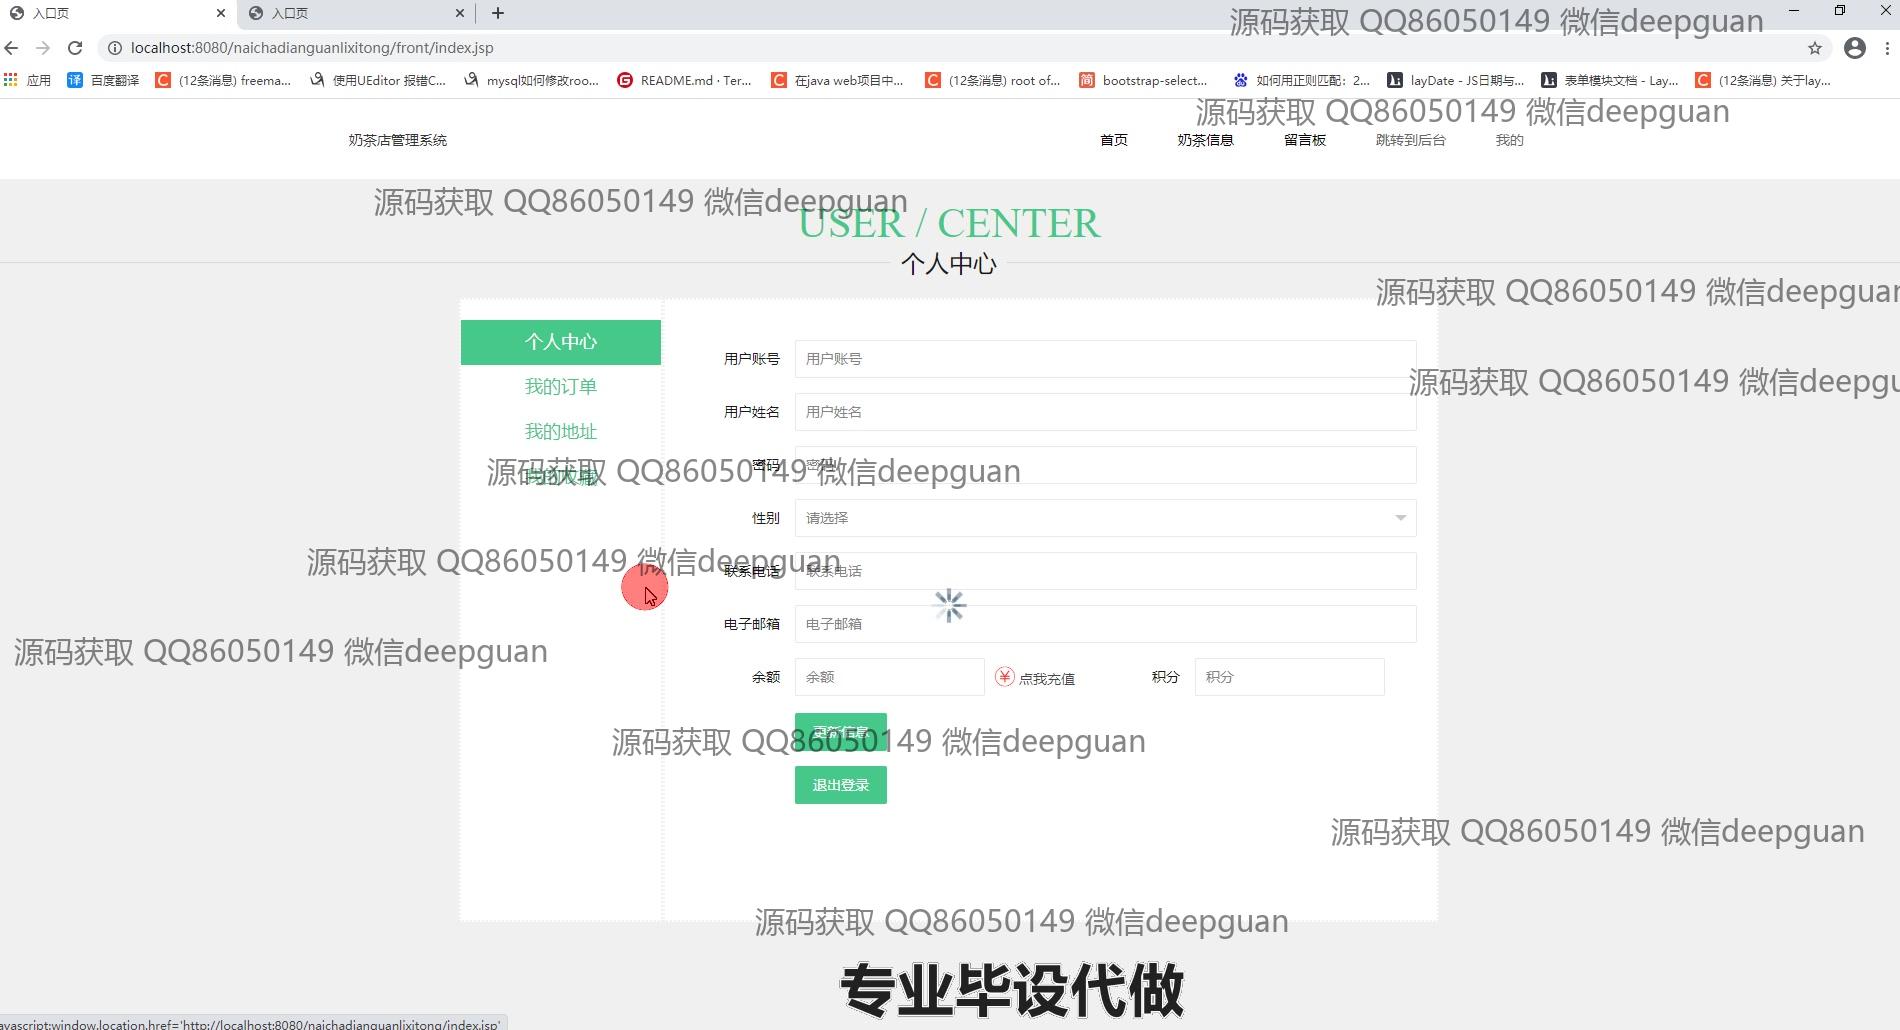 入口页
入口页
源码获取 QQ86050149 微信deepguan
localhost:8080/naichadianguanlixitong/front/index.jsp
应用
百度翻译
(12条消息) freema...
使用UEditor 报错C...
mysql如何修改roo...
README.md · Ter...
在java web项目中...
(12条消息) root of...
bootstrap-select...
如何用正则匹配：2...
layDate - JS日期与...
表单模块文档 - Lay...
(12条消息) 关于lay...
源码获取 QQ86050149 微信deepguan
奶茶店管理系统
首页
奶茶信息
留言板
跳转到后台
我的
源码获取 QQ86050149 微信deepguan
USER / CENTER
个人中心
源码获取 QQ86050149 微信deepguan
个人中心
用户账号
用户账号
我的订单
源码获取 QQ86050149 微信deepgu
用户姓名
用户姓名
我的地址
密码
密码
源码获取 QQ86050149 微信deepguan
我的收藏
性别
请选择
源码获取 QQ86050149 微信deepguan
联系电话
联系电话
电子邮箱
电子邮箱
源码获取 QQ86050149 微信deepguan
余额
余额
点我充值
积分
积分
更新信息
源码获取 QQ86050149 微信deepguan
退出登录
源码获取 QQ86050149 微信deepguan
源码获取 QQ86050149 微信deepguan
专业毕设代做
avascript:window.location.href='http://localhost:8080/naichadianguanlixitong/index.jsp'